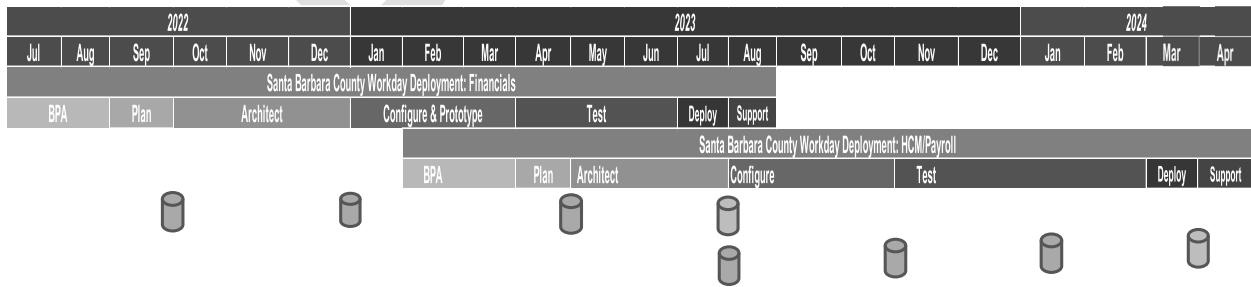 2022 2023 2024
Jul Aug Sep Oct Nov Dec Jan Feb Mar Apr May Jun Jul Aug Sep Oct Nov Dec Jan Feb Mar Apr
Santa Barbara County Workday Deployment: Financials
BPA Plan Architect Configure & Prototype Test Deploy Support
Santa Barbara County Workday Deployment: HCM/Payroll
BPA Plan Architect Configure Test Deploy Support